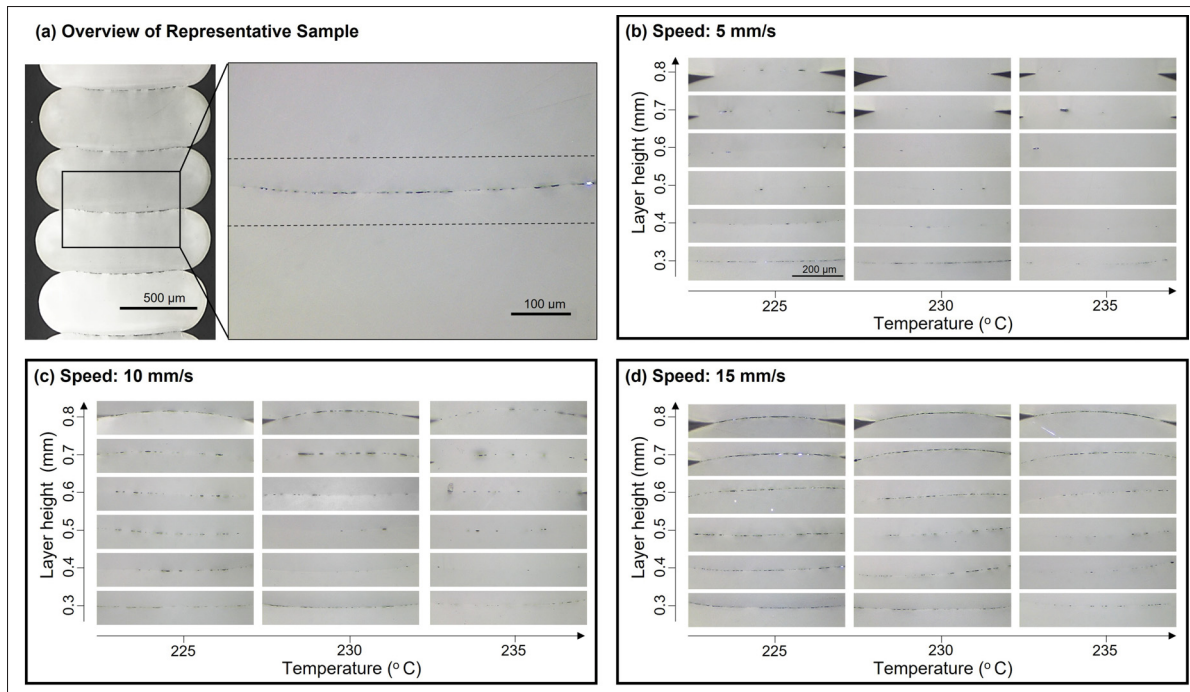 (a) Overview of Representative Sample
500 µm
100 µm
(b) Speed: 5 mm/s
Layer height (mm)
0.8
0.7
0.6
0.5
0.4
0.3
200 µm
225
230
235
Temperature (° C)
(c) Speed: 10 mm/s
Layer height (mm)
0.8
0.7
0.6
0.5
0.4
0.3
225
230
235
Temperature (° C)
(d) Speed: 15 mm/s
Layer height (mm)
0.8
0.7
0.6
0.5
0.4
0.3
225
230
235
Temperature (° C)